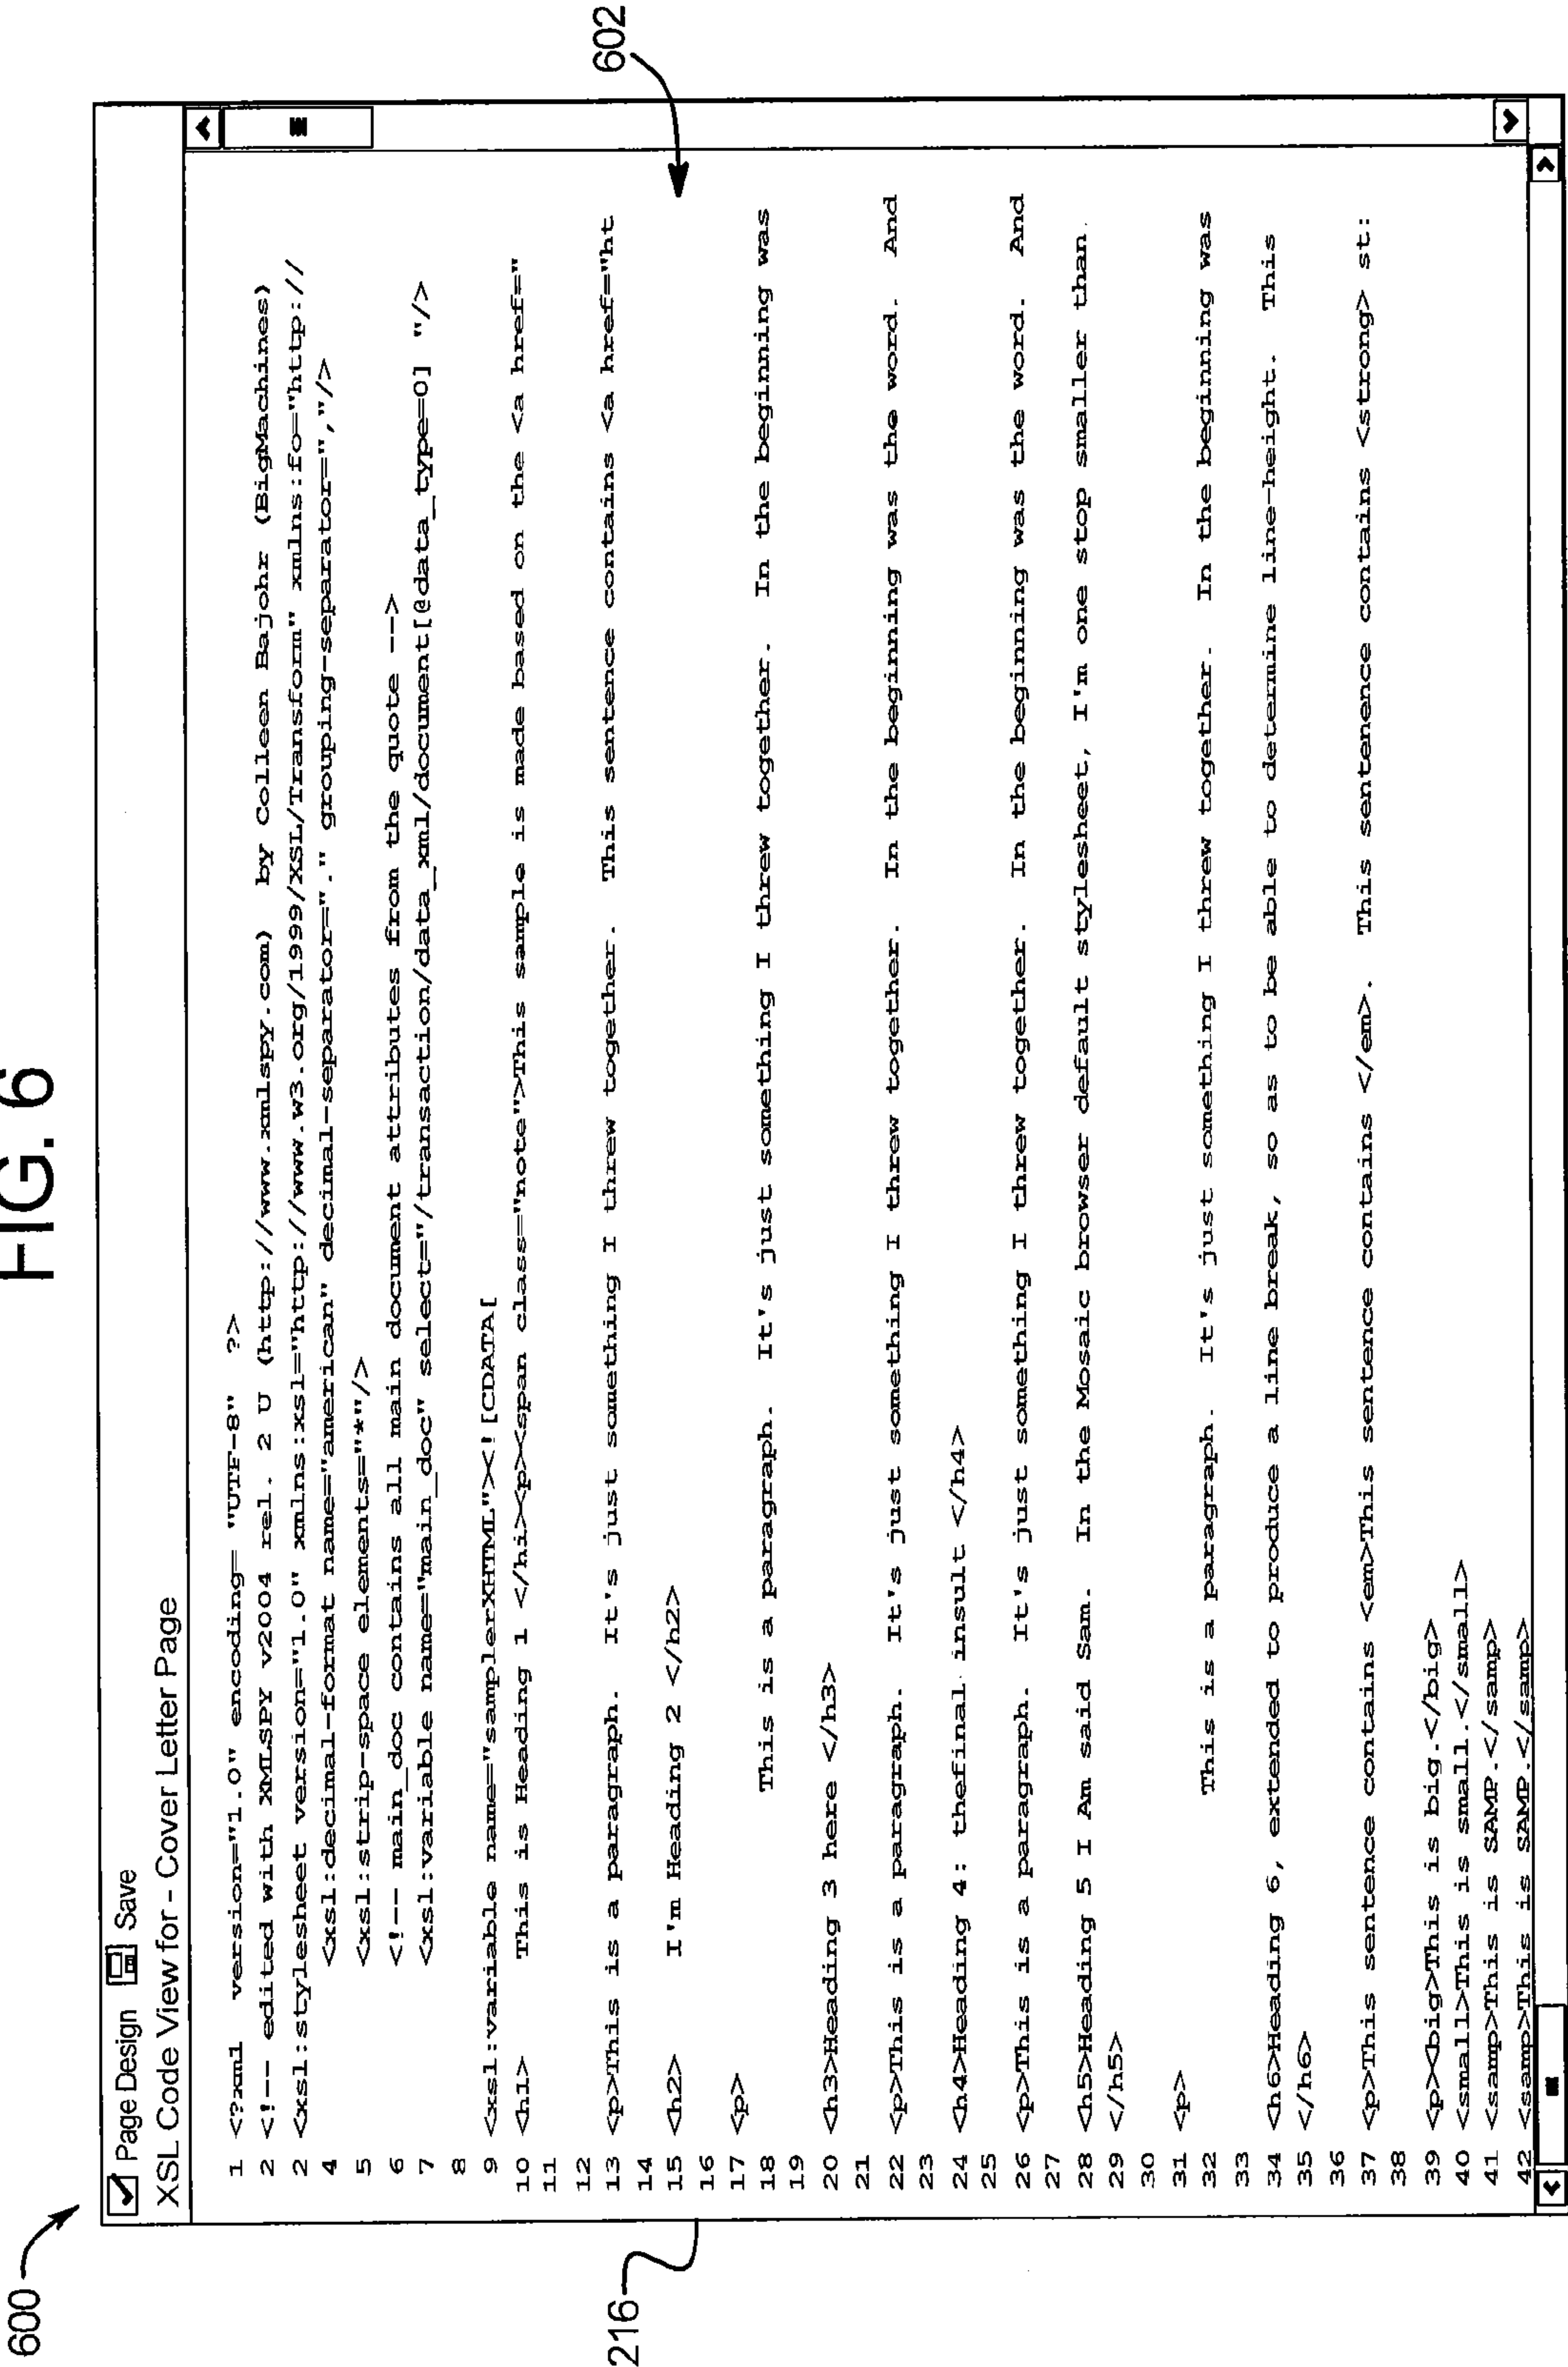 FIG. 6
600
Page Design Save
XSL Code View for - Cover Letter Page
1 <?xml version="1.0" encoding= "UTF-8" ?>
2 <!-- edited with XMLSPY v2004 rel. 2 U (http://www.xmlspy.com) by Colleen Bajohr (BigMachines)
2 <xsl:stylesheet version="1.0" xmlns:xsl="http://www.w3.org/1999/XSL/Transform" xmlns:fo="http://
4 <xsl:decimal-format name="american" decimal-separator="." grouping-separator=","/>
5 <xsl:strip-space elements="*"/>
6 <!-- main_doc contains all main document attributes from the quote -->
7 <xsl:variable name="main_doc" select="/transaction/data_xml/document[@data_type=0] "/>
8
9 <xsl:variable name="samplerXHTML"><![CDATA[
10 <h1> This is Heading 1 </hi><p><span class="note">This sample is made based on the <a href="
11
12
13 <p>This is a paragraph. It's just something I threw together. This sentence contains <a href="ht
14
15 <h2> I'm Heading 2 </h2>
16
17 <p>
18 This is a paragraph. It's just something I threw together. In the beginning was
19
20 <h3>Heading 3 here </h3>
21
22 <p>This is a paragraph. It's just something I threw together. In the beginning was the word. And
23
24 <h4>Heading 4: thefinal insult </h4>
25
26 <p>This is a paragraph. It's just something I threw together. In the beginning was the word. And
27
28 <h5>Heading 5 I Am said Sam. In the Mosaic browser default stylesheet, I'm one stop smaller than
29 </h5>
30
31 <p>
32 This is a paragraph. It's just something I threw together. In the beginning was
33
34 <h6>Heading 6, extended to produce a line break, so as to be able to determine line-height. This
35 </h6>
36
37 <p>This sentence contains <em>This sentence contains </em>. This sentenence contains <strong> st:
38
39 <p><big>This is big.</big>
40 <small>This is small.</small>
41 <samp>This is SAMP.</samp>
42 <samp>This is SAMP.</samp>
216
602